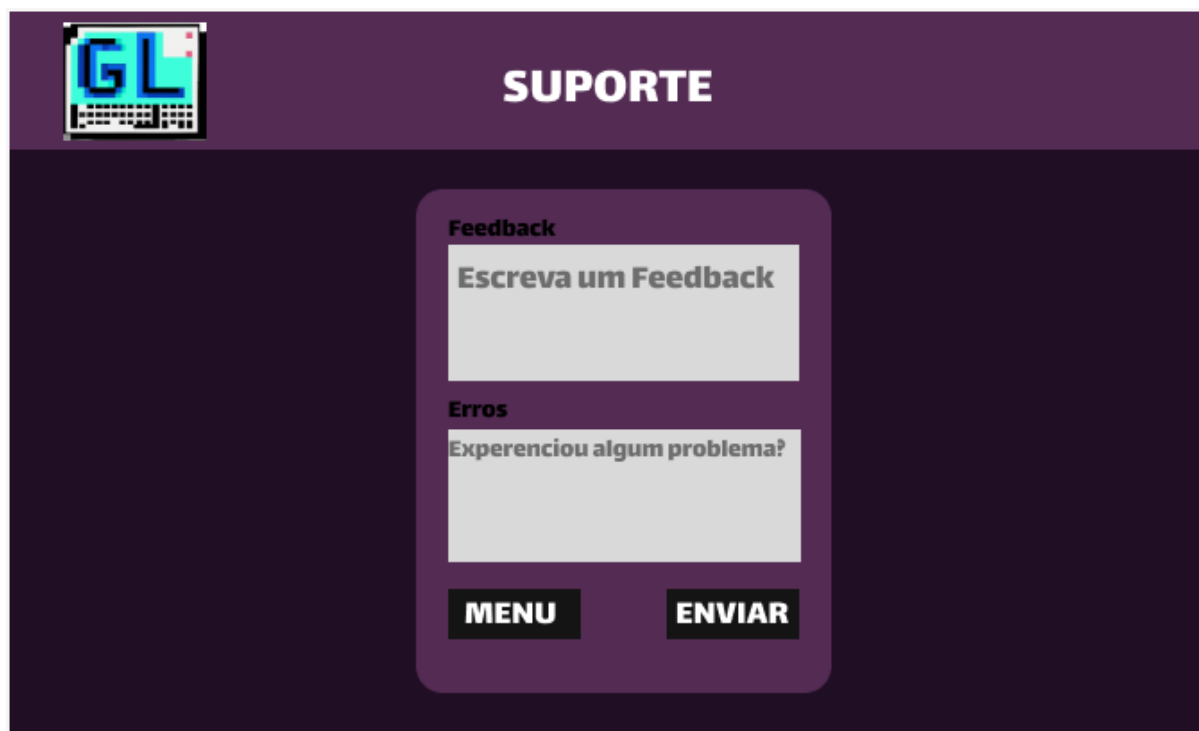 GL
SUPORTE
Feedback
Escreva um Feedback
Erros
Experenciou algum problema?
MENU
ENVIAR